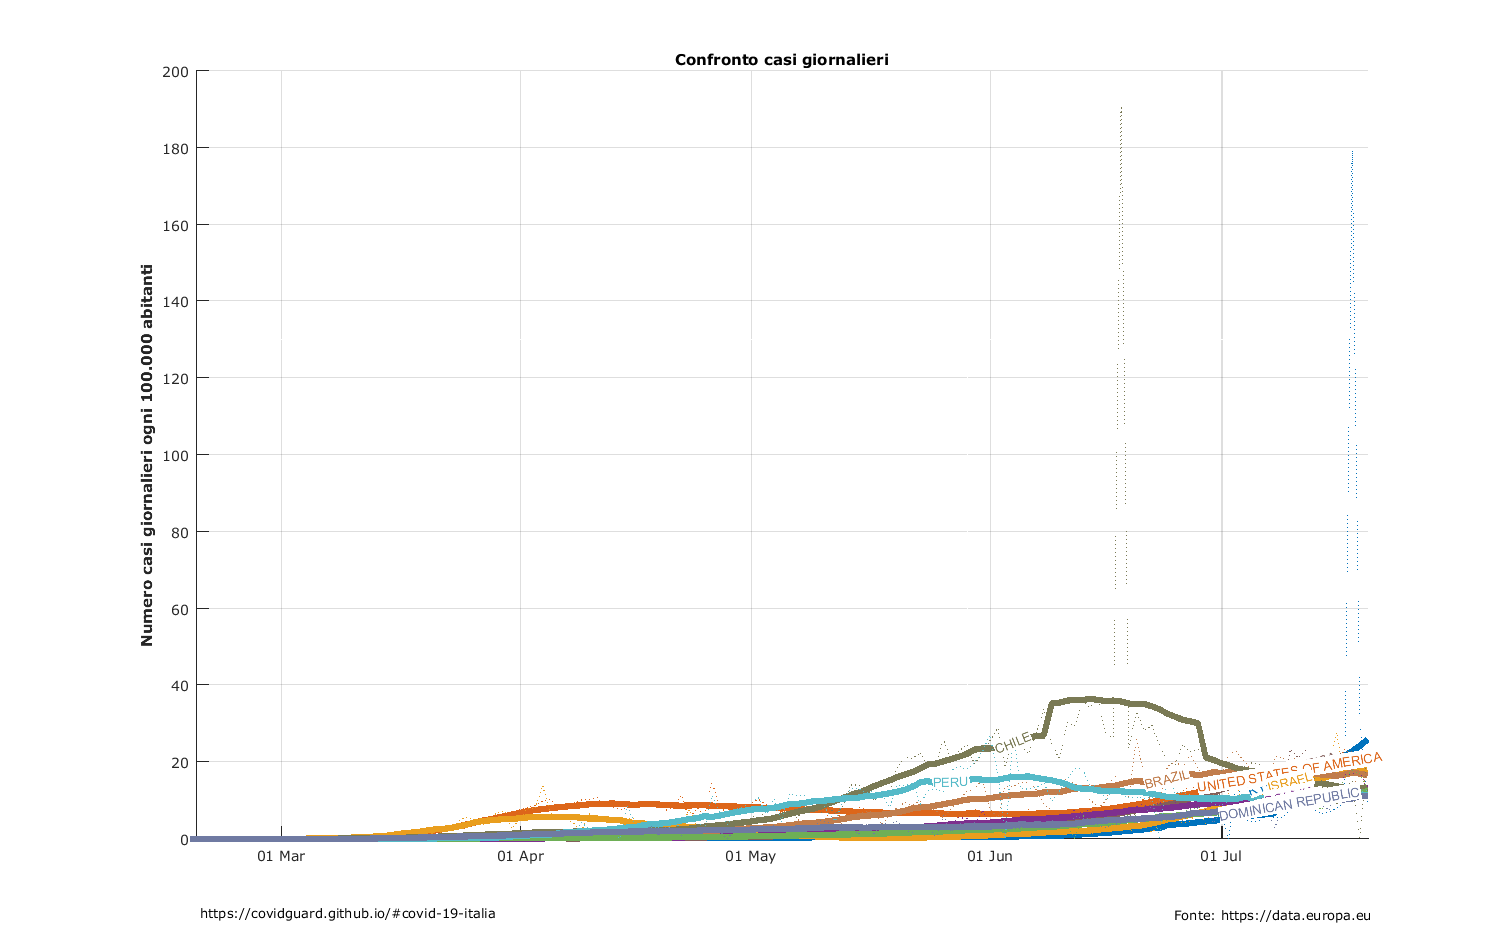 Confronto casi giornalieri
Numero casi giornalieri ogni 100.000 abitanti
200
180
160
140
120
100
80
60
40
20
0
CHILE
PERU
BRAZIL
UNITED STATES OF AMERICA
ISRAEL
DOMINICAN REPUBLIC
01 Mar
01 Apr
01 May
01 Jun
01 Jul
https://covidguard.github.io/#covid-19-italia
Fonte: https://data.europa.eu